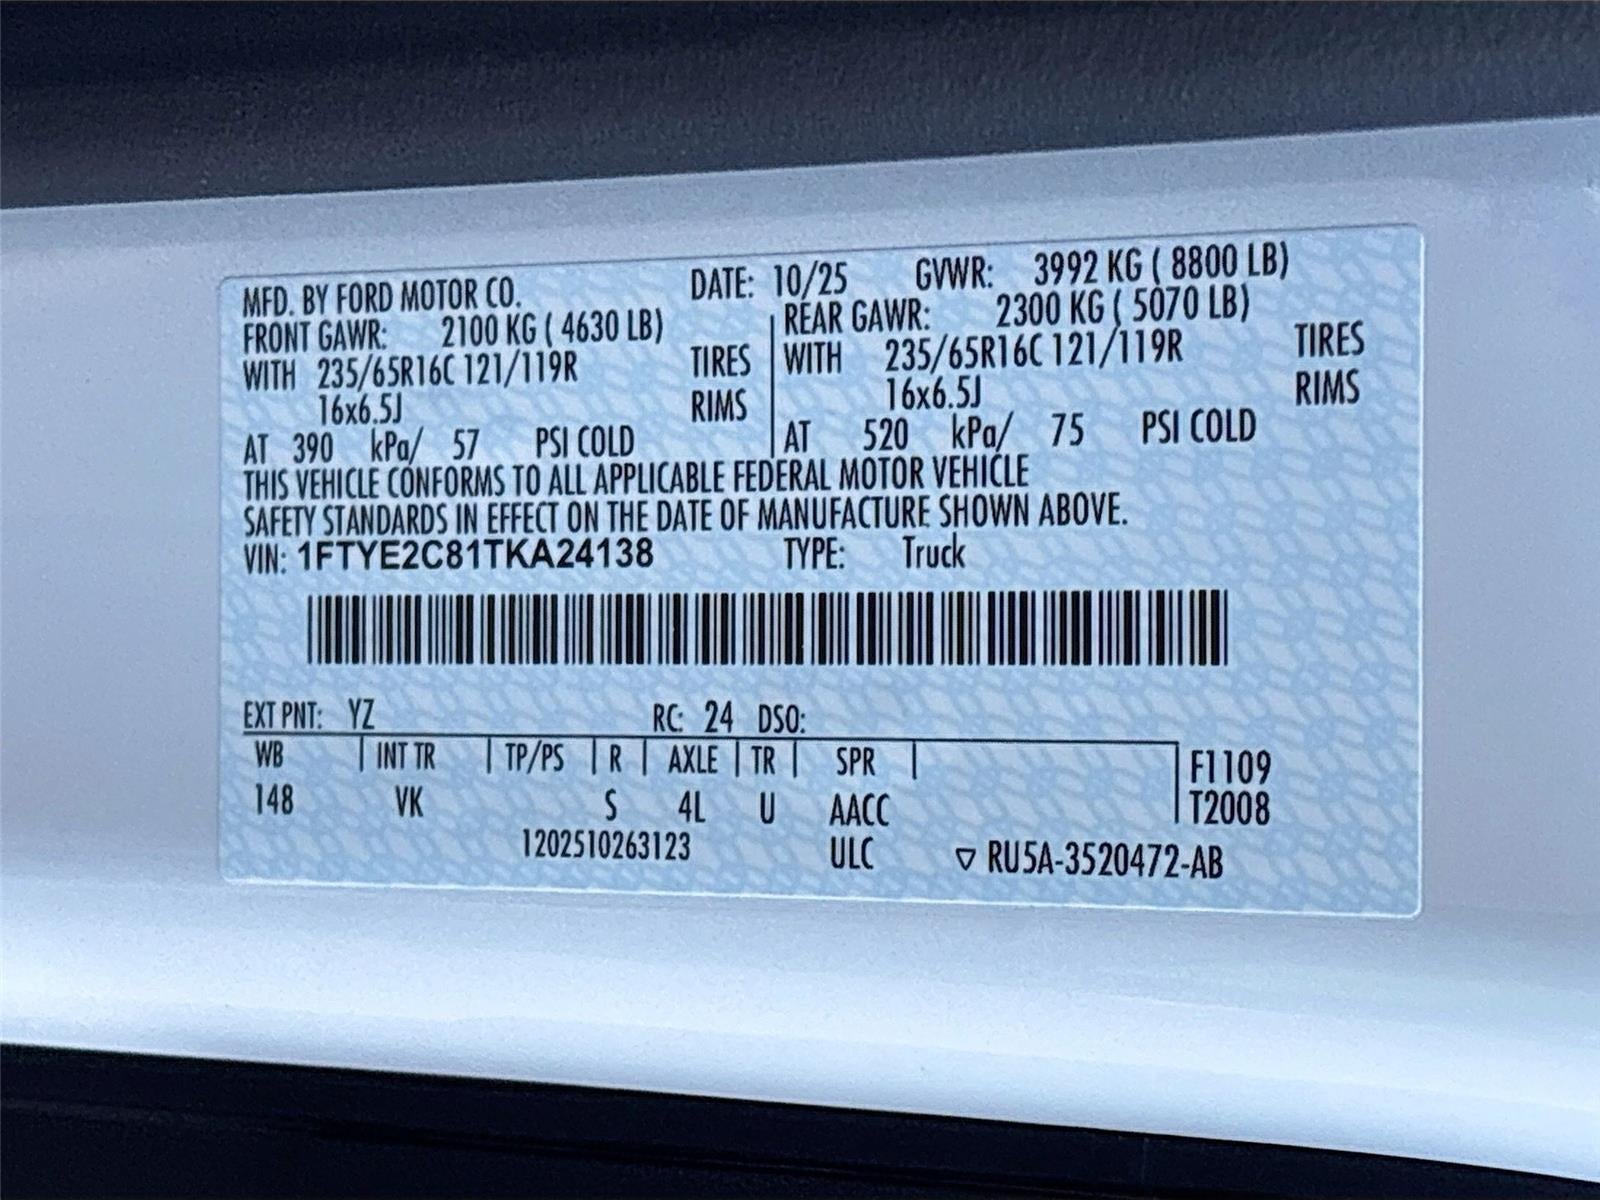 MFD. BY FORD MOTOR CO. DATE: 10/25 GVWR: 3992 KG ( 8800 LB)
FRONT GAWR: 2100 KG ( 4630 LB) REAR GAWR: 2300 KG ( 5070 LB)
WITH 235/65R16C 121/119R TIRES WITH 235/65R16C 121/119R TIRES
16x6.5J RIMS 16x6.5J RIMS
AT 390 kPa/ 57 PSI COLD AT 520 kPa/ 75 PSI COLD
THIS VEHICLE CONFORMS TO ALL APPLICABLE FEDERAL MOTOR VEHICLE
SAFETY STANDARDS IN EFFECT ON THE DATE OF MANUFACTURE SHOWN ABOVE.
VIN: 1FTYE2C81TKA24138 TYPE: Truck
EXT PNT: YZ RC: 24 DSO:
WB INT TR TP/PS R AXLE TR SPR F1109
148 VK S 4L U AACC T2008
1202510263123 ULC ▽ RU5A-3520472-AB